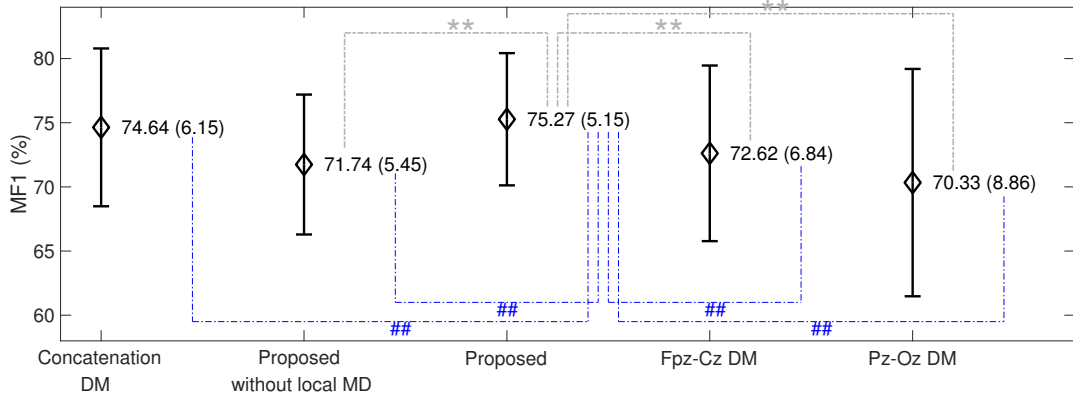 **
**
**
80
75
70
65
60
MF1 (%)
74.64 (6.15)
71.74 (5.45)
75.27 (5.15)
72.62 (6.84)
70.33 (8.86)
##
##
##
##
Concatenation
DM
Proposed
without local MD
Proposed
Fpz-Cz DM
Pz-Oz DM